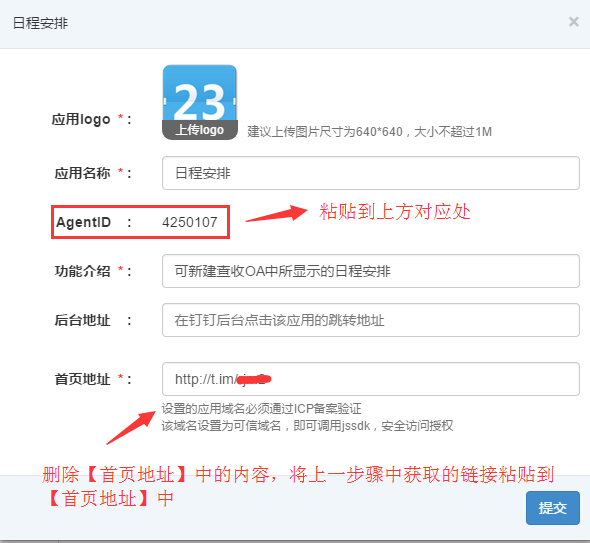 日程安排 ×
23
上传logo
应用logo * : 建议上传图片尺寸为640*640，大小不超过1M
应用名称 * : 日程安排
AgentID : 4250107 粘贴到上方对应处
功能介绍 * : 可新建查收OA中所显示的日程安排
后台地址 : 在钉钉后台点击该应用的跳转地址
首页地址 * : http://t.im/
设置的应用域名必须通过ICP备案验证
该域名设置为可信域名，即可调用jssdk，安全访问授权
删除【首页地址】中的内容，将上一步骤中获取的链接粘贴到
【首页地址】中
提交